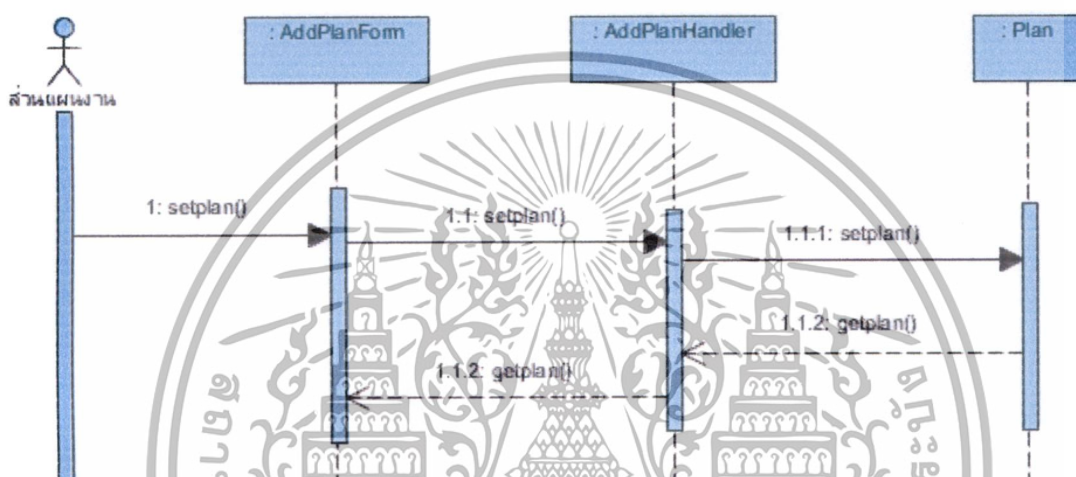 : AddPlanForm
: AddPlanHandler
: Plan
ส่วนแผนงาน
1: setplan()
1.1: setplan()
1.1.1: setplan()
1.1.2: getplan()
1.1.2: getplan()